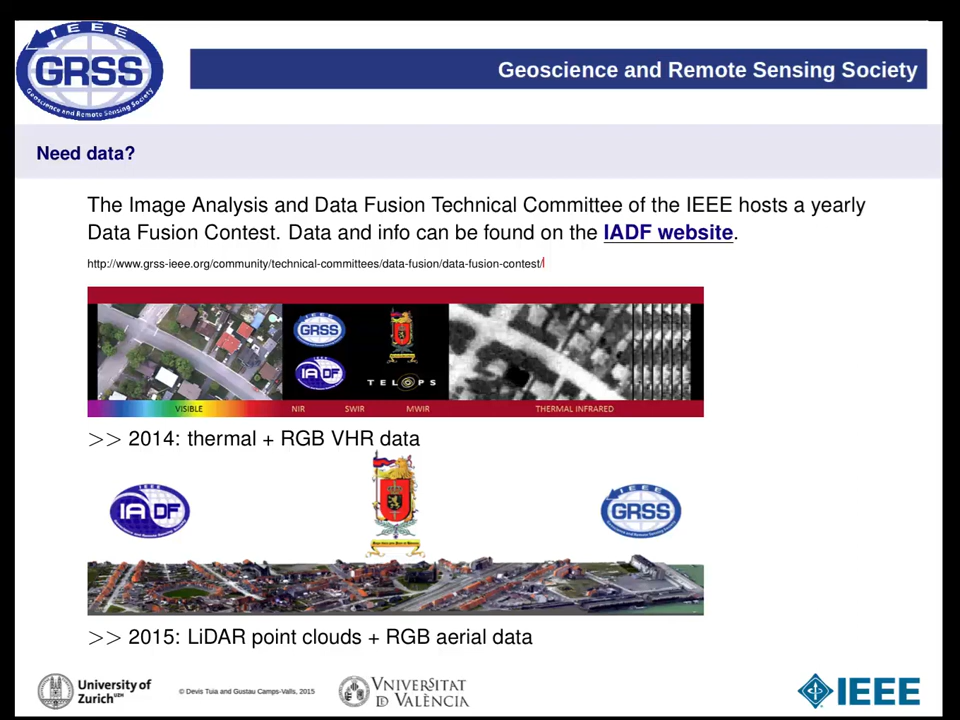 IEEE
GRSS
Geoscience and Remote Sensing Society
Geoscience and Remote Sensing Society
Need data?
The Image Analysis and Data Fusion Technical Committee of the IEEE hosts a yearly
Data Fusion Contest. Data and info can be found on the IADF website.
http://www.grss-ieee.org/community/technical-committees/data-fusion/data-fusion-contest/
GRSS
IADF
TELOPS
VISIBLE NIR SWIR MWIR THERMAL INFRARED
>> 2014: thermal + RGB VHR data
IEEE
IADF
IEEE
GRSS
>> 2015: LiDAR point clouds + RGB aerial data
University of
Zurich UZH
© Devis Tuia and Gustau Camps-Valls, 2015
VNIVERSITAT
D VALÈNCIA
IEEE